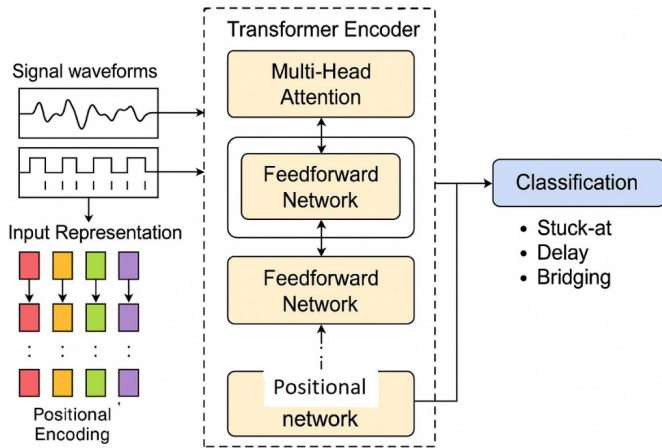 Signal waveforms
Input Representation
Positional
Encoding
Transformer Encoder
Multi-Head
Attention
Feedforward
Network
Feedforward
Network
Positional
network
Classification
• Stuck-at
• Delay
• Bridging